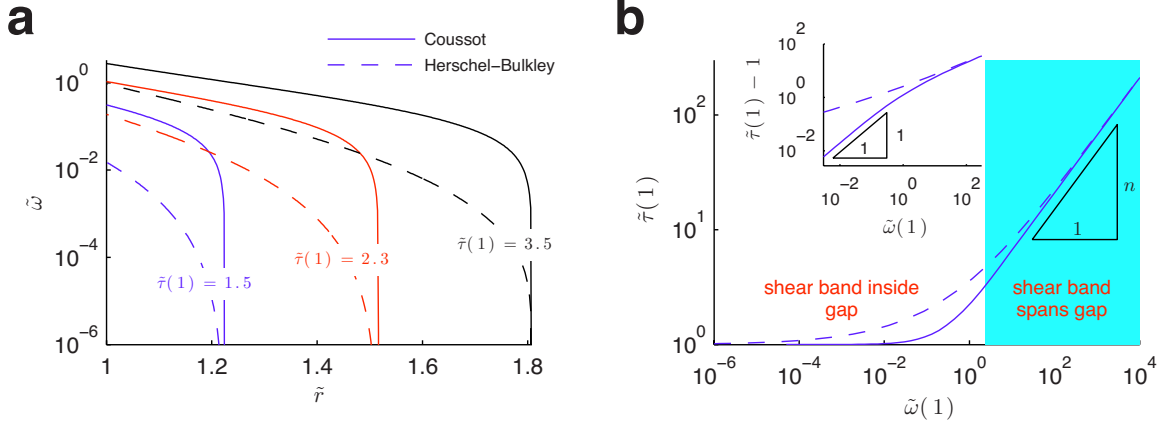 a
Coussot
Herschel−Bulkley
10^0
10^−2
10^−4
10^−6
ω̃
τ̃(1) = 1.5
τ̃(1) = 2.3
τ̃(1) = 3.5
1 1.2 1.4 1.6 1.8
r̃
b
10^2
10^1
10^0
τ̃(1)
10^2
10^0
10^−2
τ̃(1) − 1
1
1
10^−2 10^0 10^2
ω̃(1)
n
1
shear band inside
gap
shear band
spans gap
10^−6 10^−4 10^−2 10^0 10^2 10^4
ω̃(1)